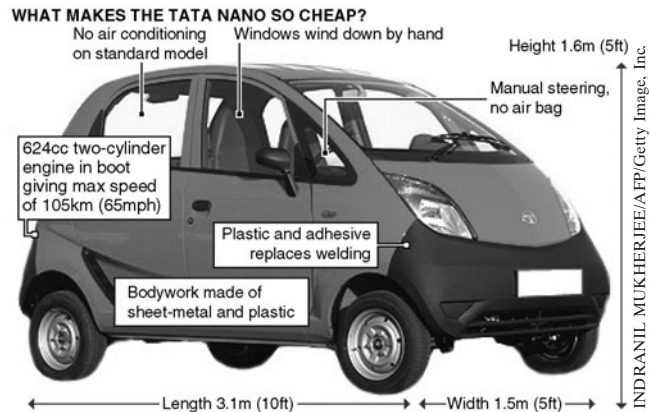 WHAT MAKES THE TATA NANO SO CHEAP?
No air conditioning
on standard model
Windows wind down by hand
Height 1.6m (5ft)
Manual steering,
no air bag
624cc two-cylinder
engine in boot
giving max speed
of 105km (65mph)
Plastic and adhesive
replaces welding
Bodywork made of
sheet-metal and plastic
Length 3.1m (10ft)
Width 1.5m (5ft)
INDRANIL MUKHERJEE/AFP/Getty Image, Inc.